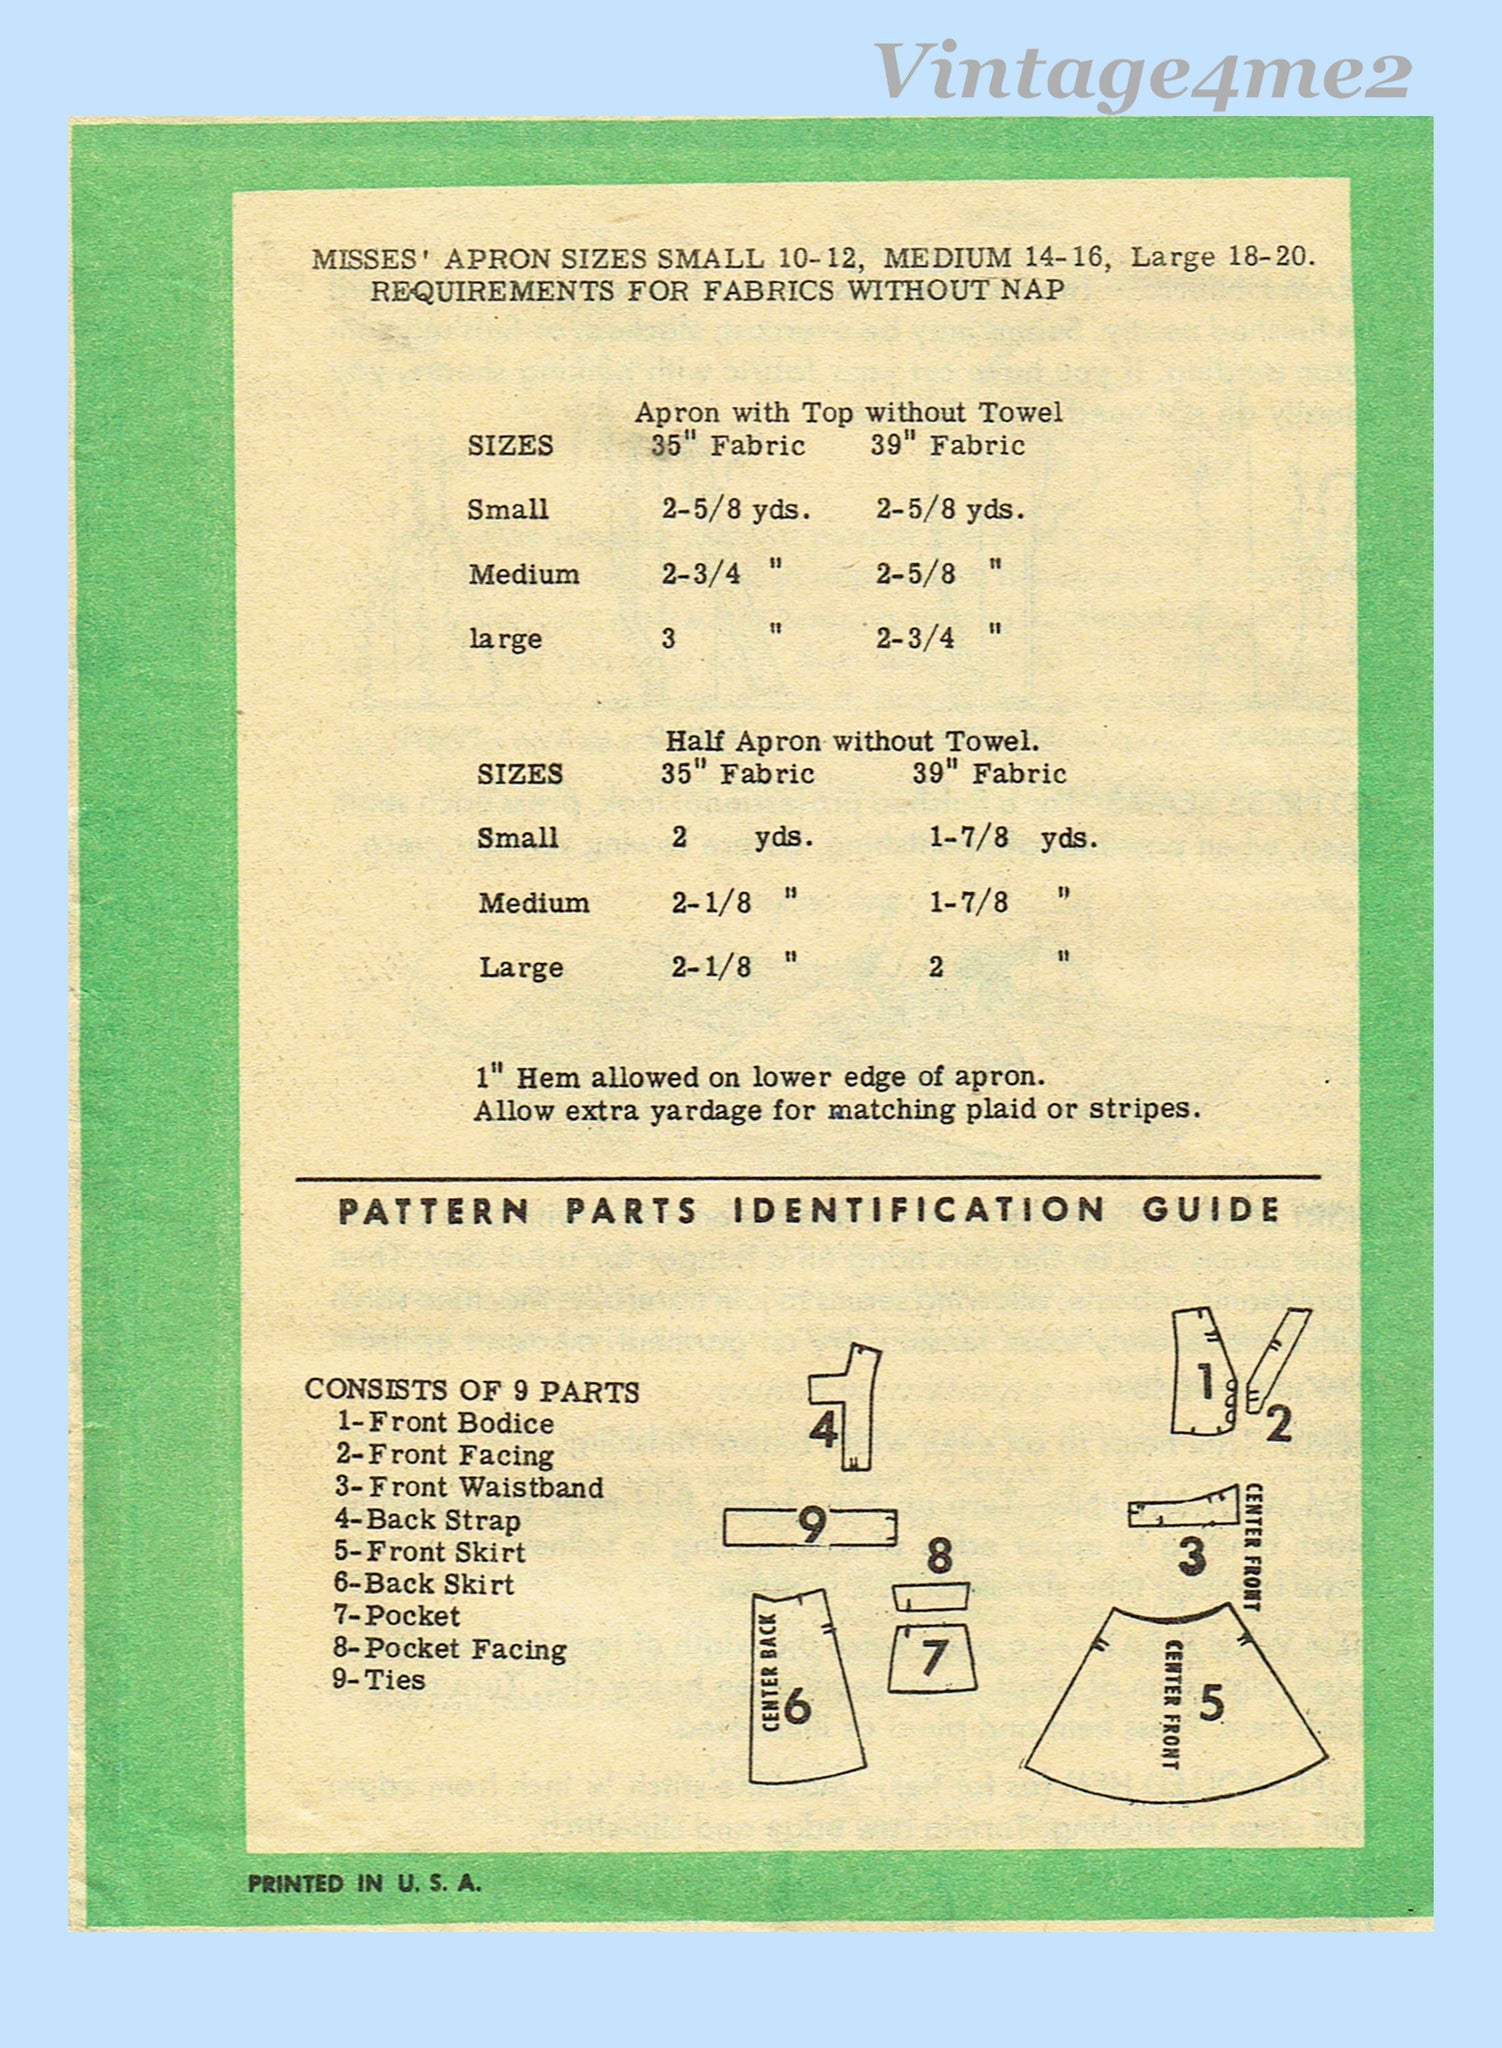 Vintage4me2
MISSES' APRON SIZES SMALL 10-12, MEDIUM 14-16, Large 18-20.
REQUIREMENTS FOR FABRICS WITHOUT NAP
Apron with Top without Towel
SIZES 35" Fabric 39" Fabric
Small 2-5/8 yds. 2-5/8 yds.
Medium 2-3/4 " 2-5/8 "
large 3 " 2-3/4 "
Half Apron without Towel.
SIZES 35" Fabric 39" Fabric
Small 2 yds. 1-7/8 yds.
Medium 2-1/8 " 1-7/8 "
Large 2-1/8 " 2 "
1" Hem allowed on lower edge of apron.
Allow extra yardage for matching plaid or stripes.
PATTERN PARTS IDENTIFICATION GUIDE
CONSISTS OF 9 PARTS
1-Front Bodice
2-Front Facing
3-Front Waistband
4-Back Strap
5-Front Skirt
6-Back Skirt
7-Pocket
8-Pocket Facing
9-Ties
4
1
2
9
8
3
CENTER FRONT
CENTER BACK
6
7
CENTER FRONT
5
PRINTED IN U. S. A.